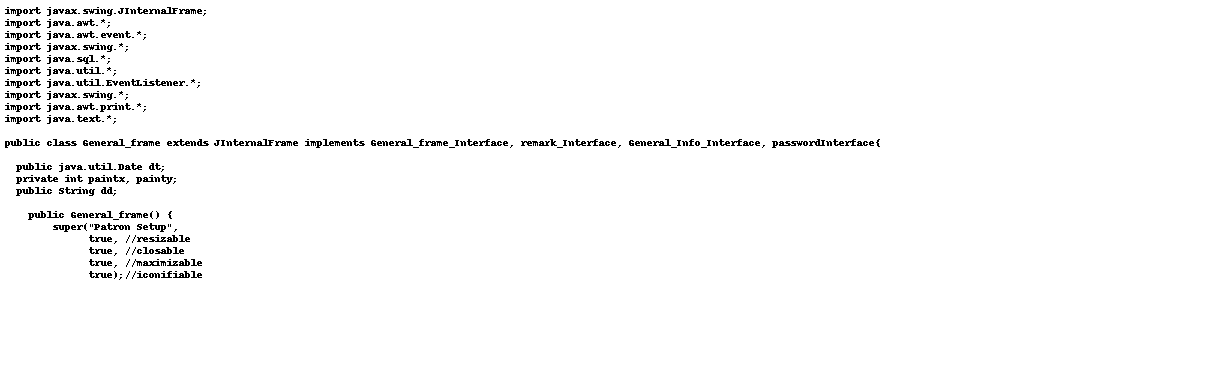 import javax.swing.JInternalFrame;
import java.awt.*;
import java.awt.event.*;
import javax.swing.*;
import java.sql.*;
import java.util.*;
import java.util.EventListener.*;
import javax.swing.*;
import java.awt.print.*;
import java.text.*;
public class General_frame extends JInternalFrame implements General_frame_Interface, remark_Interface, General_Info_Interface, passwordInterface{
public java.util.Date dt;
private int paintx, painty;
public String dd;
public General_frame() {
super("Patron Setup",
true, //resizable
true, //closable
true, //maximizable
true);//iconifiable